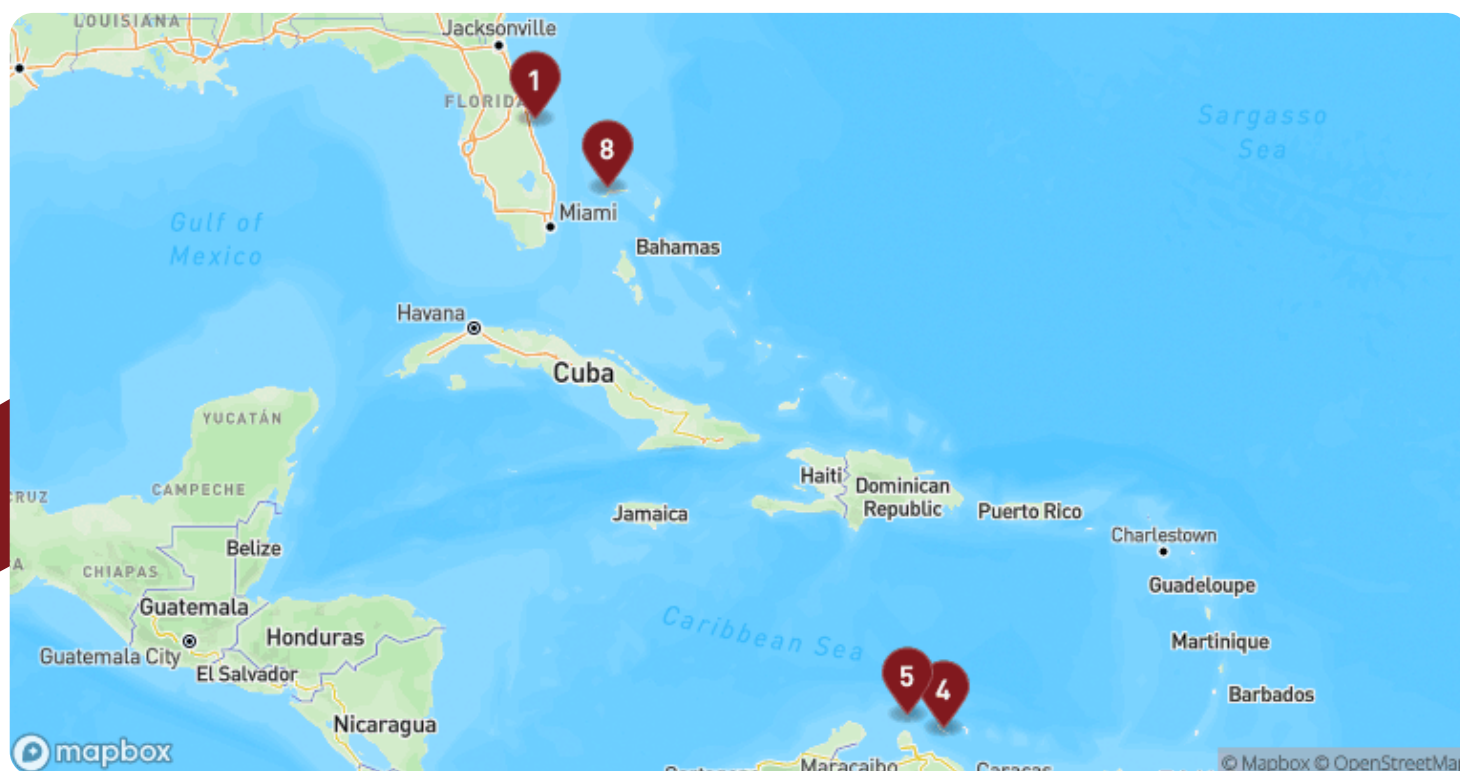 LOUISIANA
Jacksonville
1
FLORIDA
Sargasso
Sea
8
Gulf of
Mexico
Miami
Bahamas
Havana
Cuba
YUCATÁN
CAMPECHE
CRUZ
Haiti
Dominican
Republic
Puerto Rico
Jamaica
Charlestown
Belize
CHIAPAS
Guadeloupe
Guatemala
Honduras
Caribbean Sea
Martinique
Guatemala City
El Salvador
5
4
Barbados
Nicaragua
mapbox
Maracaibo
Caracas
© Mapbox © OpenStreetMap